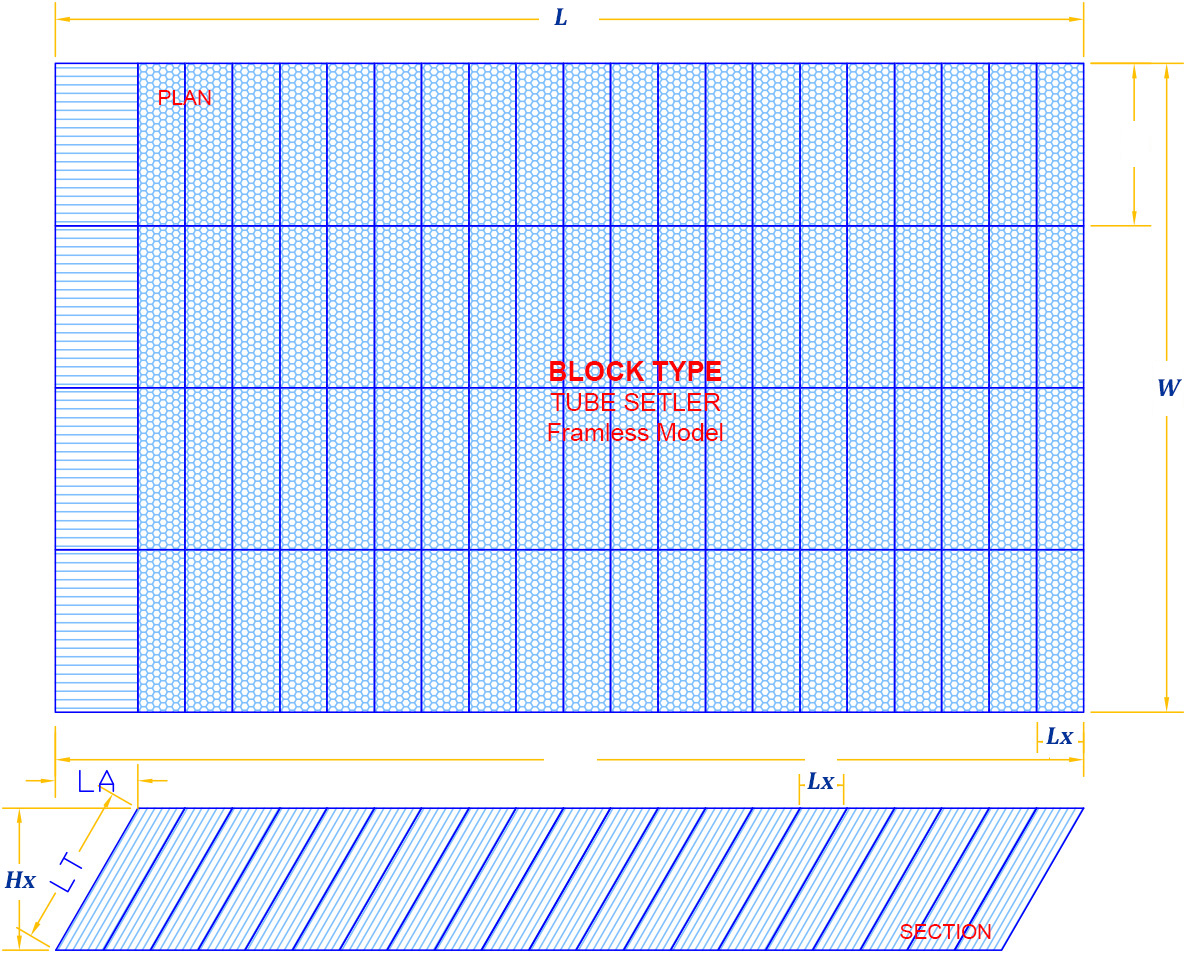 L
PLAN
BLOCK TYPE
TUBE SETLER
Framless Model
W
Lx
LA
Lx
LT
Hx
SECTION